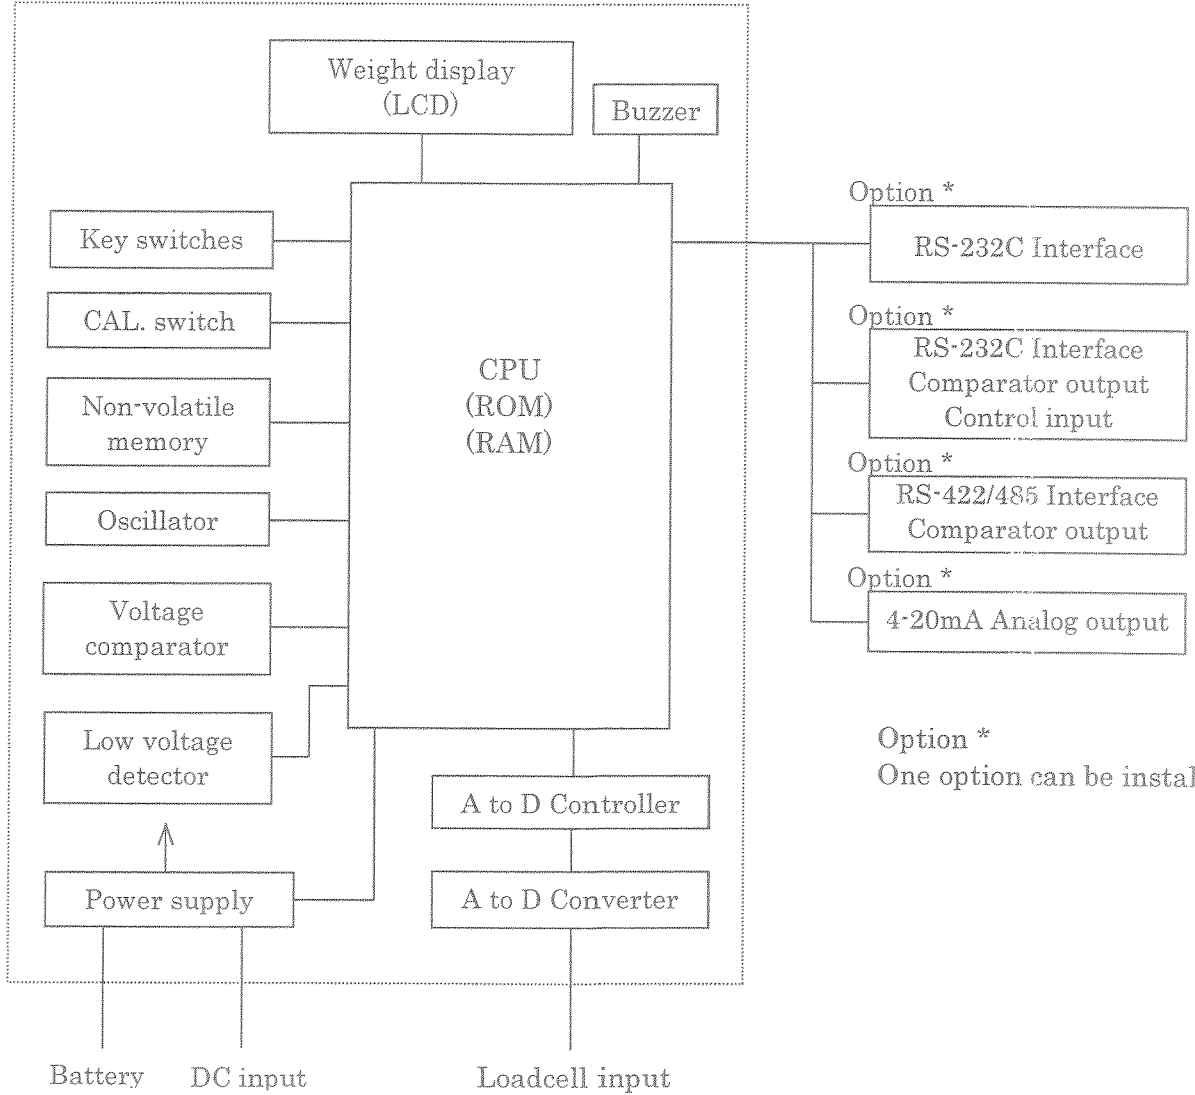 Weight display
(LCD)
Buzzer
Key switches
CAL. switch
Non-volatile
memory
Oscillator
Voltage
comparator
Low voltage
detector
Power supply
CPU
(ROM)
(RAM)
A to D Controller
A to D Converter
Battery
DC input
Loadcell input
Option *
RS-232C Interface
Option *
RS-232C Interface
Comparator output
Control input
Option *
RS-422/485 Interface
Comparator output
Option *
4-20mA Analog output
Option *
One option can be instal